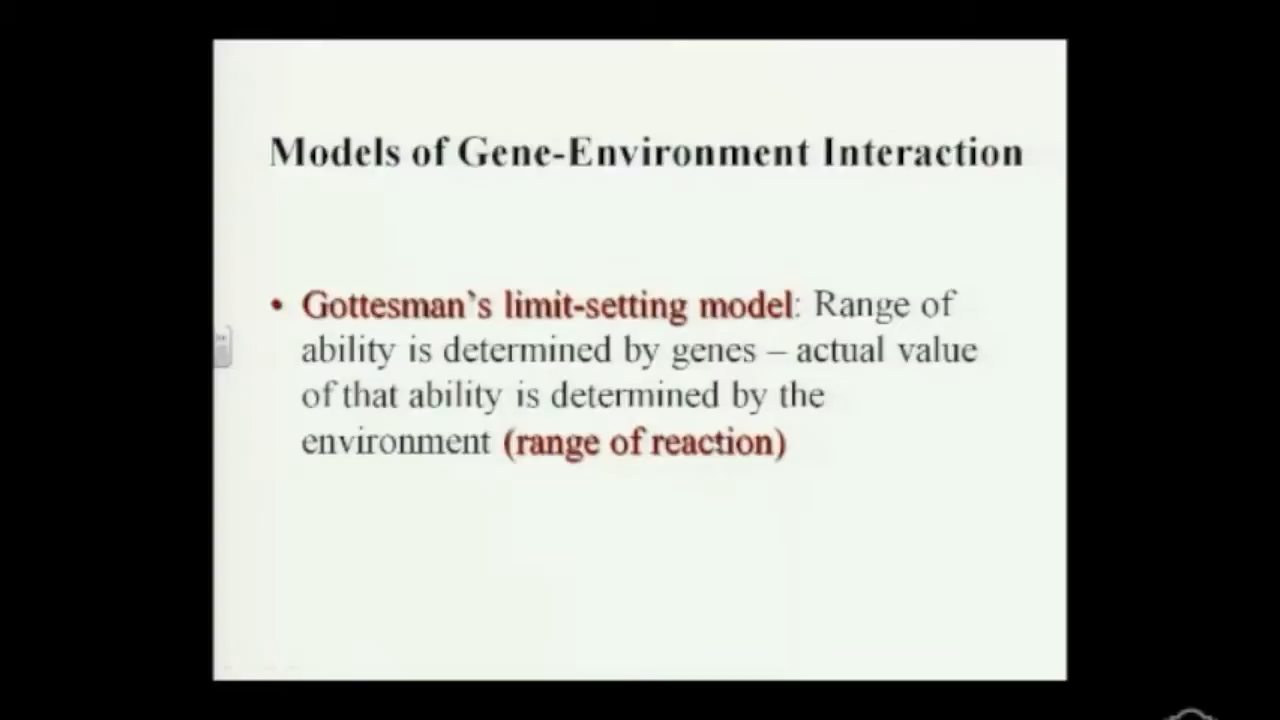 Models of Gene-Environment Interaction
• Gottesman's limit-setting model: Range of
ability is determined by genes – actual value
of that ability is determined by the
environment (range of reaction)